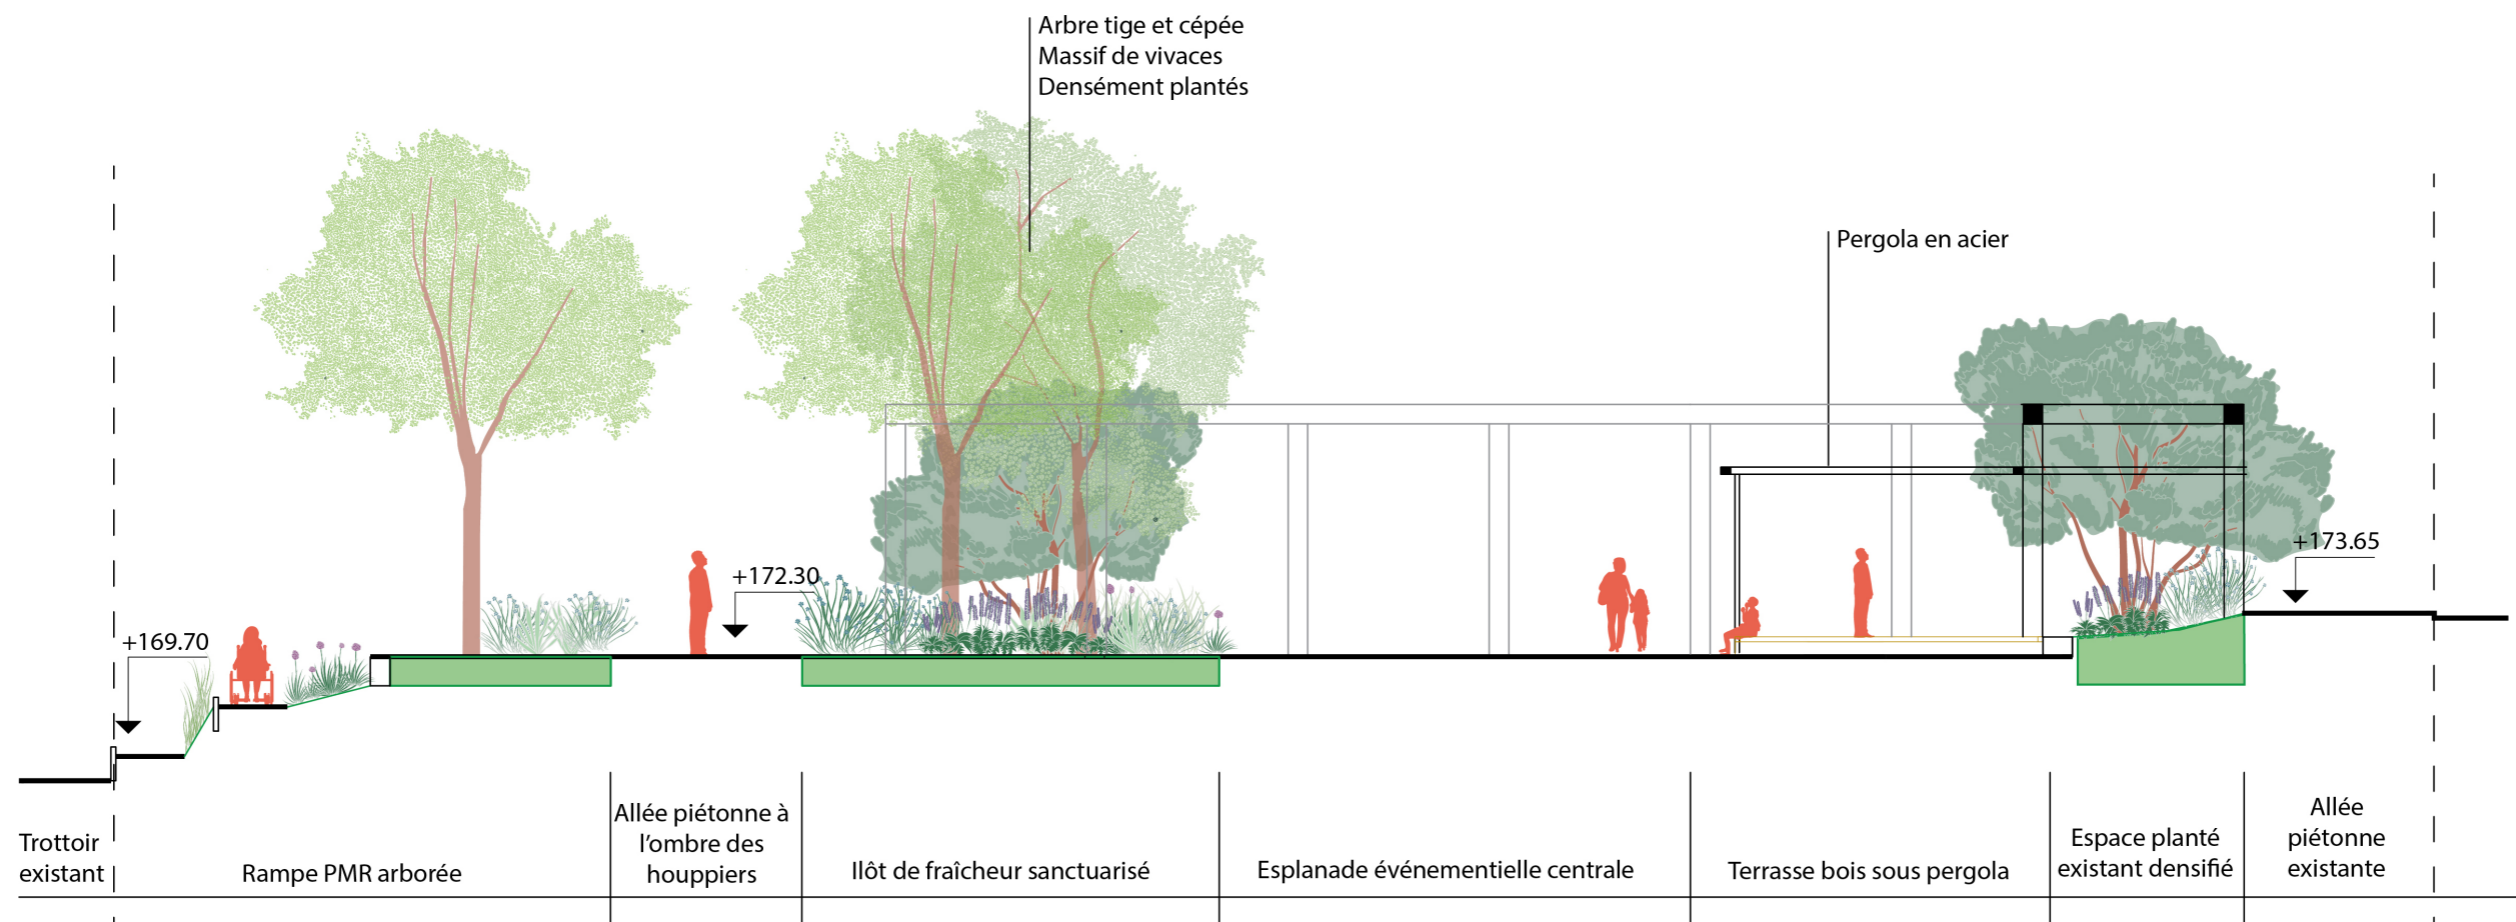 Arbre tige et cépée
Massif de vivaces
Densément plantés
Pergola en acier
+173.65
+172.30
+169.70
Trottoir
existant
Rampe PMR arborée
Allée piétonne à
l'ombre des
houppiers
Ilôt de fraîcheur sanctuarisé
Esplanade événementielle centrale
Terrasse bois sous pergola
Espace planté
existant densifié
Allée
piétonne
existante